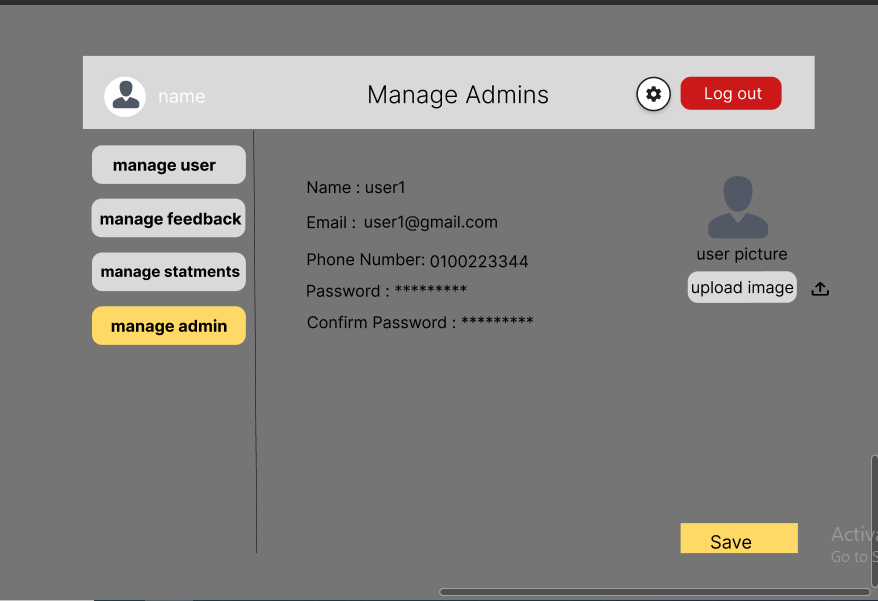 name
Manage Admins
Log out
manage user
manage feedback
manage statments
manage admin
Name : user1
Email : user1@gmail.com
Phone Number: 0100223344
Password : *********
Confirm Password : *********
user picture
upload image
Save
Go to